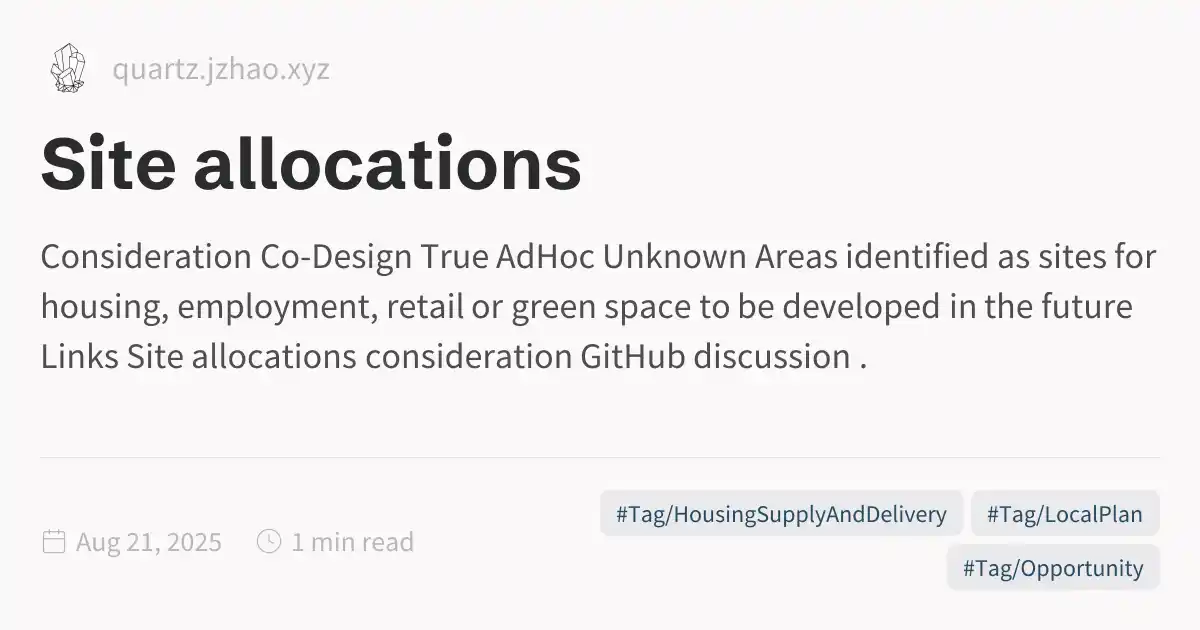 quartz.jzhao.xyz
Site allocations
Consideration Co-Design True AdHoc Unknown Areas identified as sites for
housing, employment, retail or green space to be developed in the future
Links Site allocations consideration GitHub discussion .
#Tag/HousingSupplyAndDelivery #Tag/LocalPlan
Aug 21, 2025 1 min read
#Tag/Opportunity